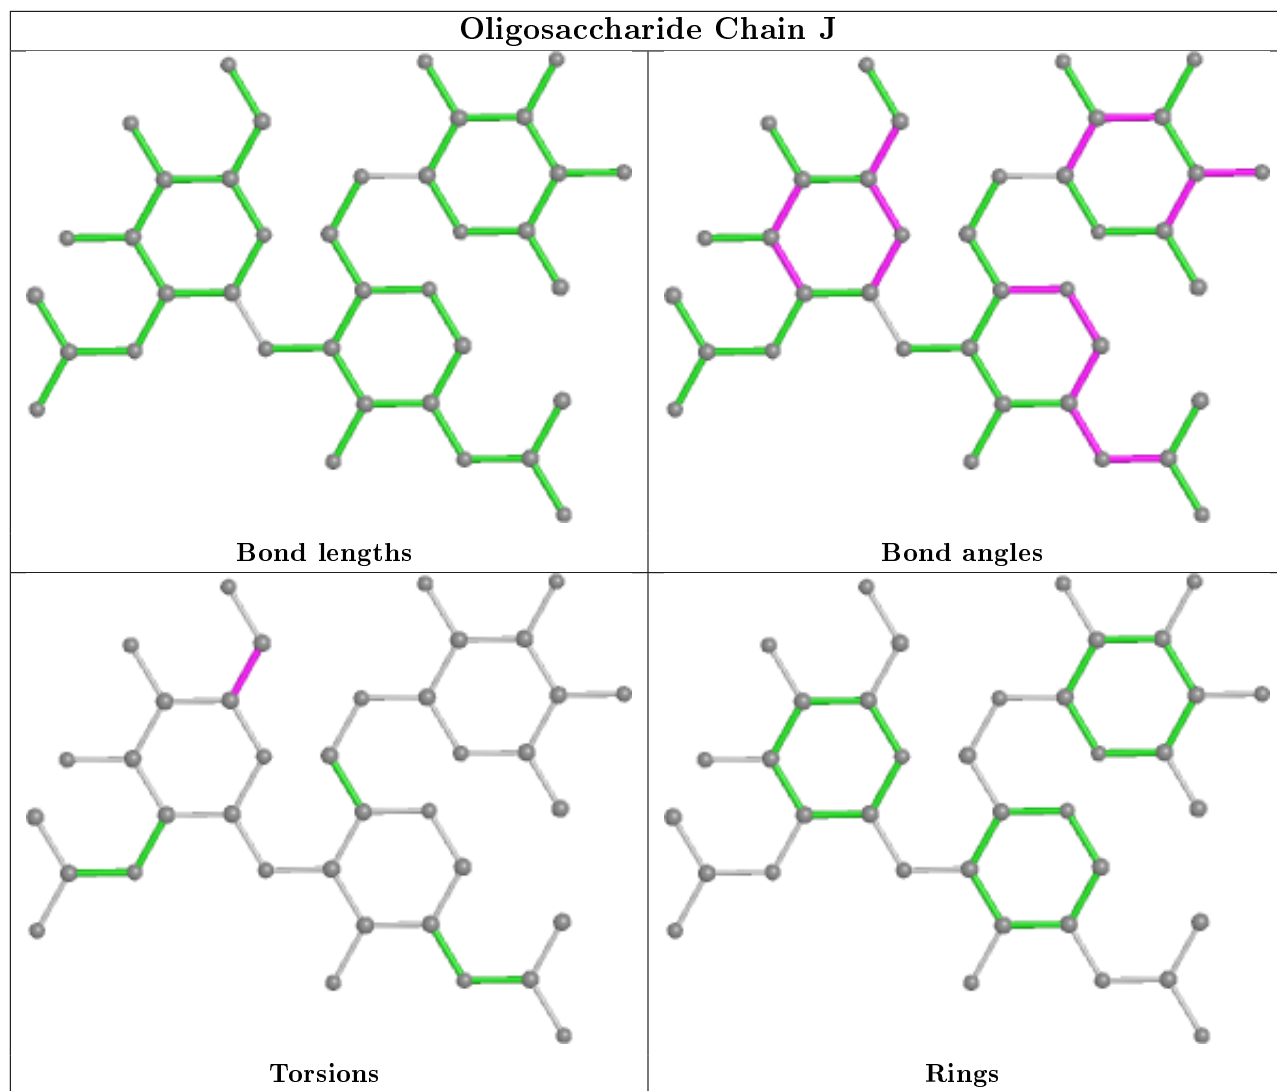 Oligosaccharide Chain J
Bond lengths
Bond angles
Torsions
Rings